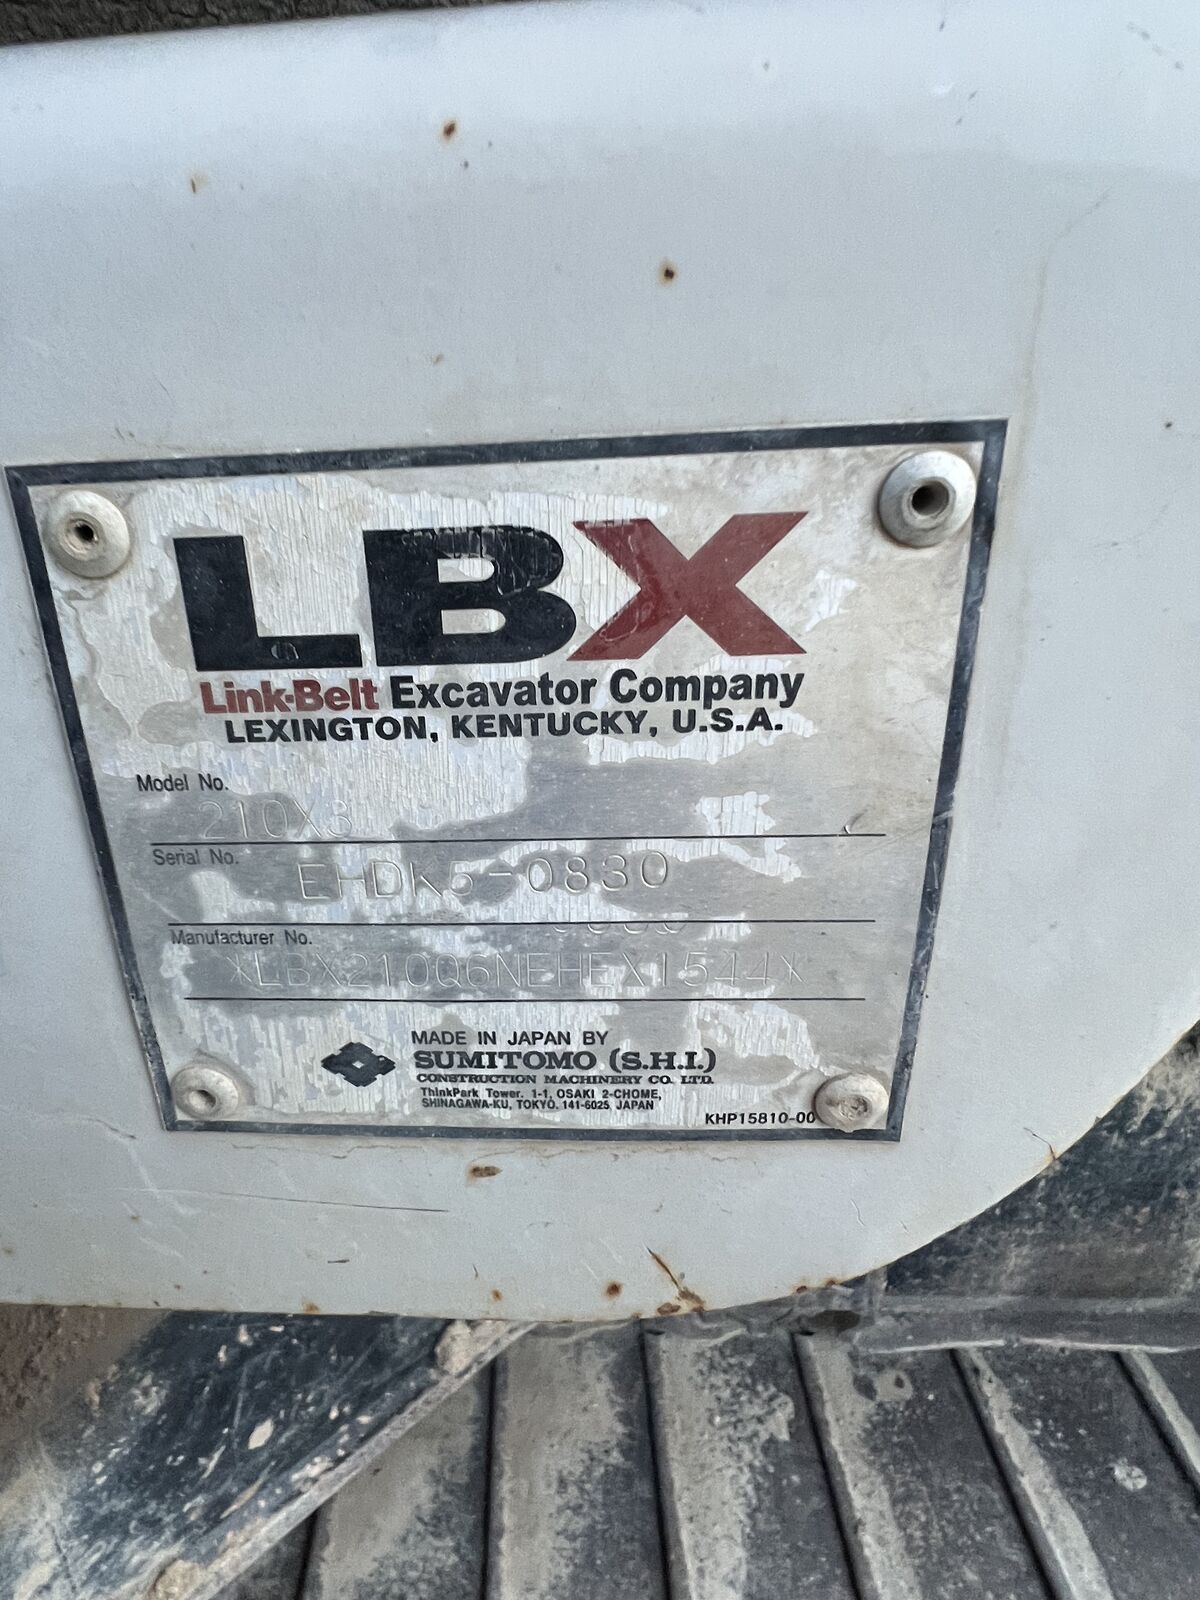 LBX
Link-Belt Excavator Company
LEXINGTON, KENTUCKY, U.S.A.
Model No.
210X3
Serial No.
EHDK5-0830
Manufacturer No.
*LBX210Q6NEHEX1544*
MADE IN JAPAN BY
SUMITOMO (S.H.I.)
CONSTRUCTION MACHINERY CO. LTD.
ThinkPark Tower. 1-1, OSAKI 2-CHOME,
SHINAGAWA-KU, TOKYO. 141-6025, JAPAN
KHP15810-00